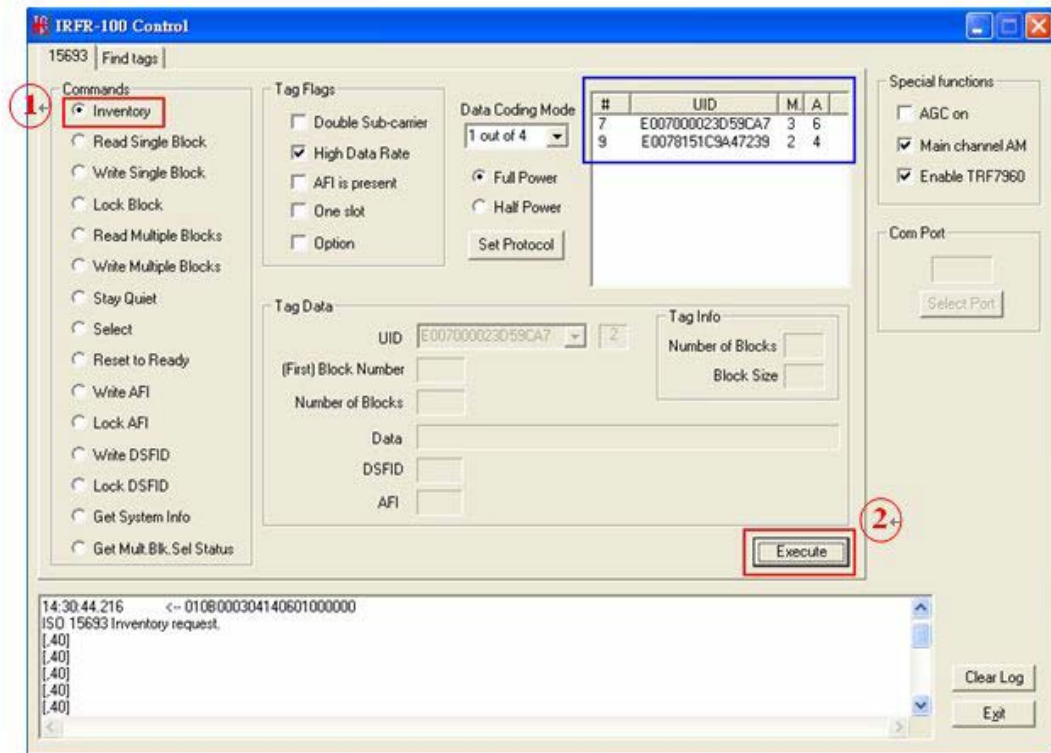 IRFR-100 Control
15693
Find tags
1
Commands
Inventory
Read Single Block
Write Single Block
Lock Block
Read Multiple Blocks
Write Multiple Blocks
Stay Quiet
Select
Reset to Ready
Write AFI
Lock AFI
Write DSFID
Lock DSFID
Get System Info
Get Mult.Blk.Sel Status
Tag Flags
Double Sub-carrier
High Data Rate
AFI is present
One slot
Option
Data Coding Mode
1 out of 4
Full Power
Half Power
Set Protocol
# UID M. A
7 E007000023D59CA7 3 6
9 E0078151C9A47239 2 4
Special functions
AGC on
Main channel AM
Enable TRF7960
Com Port
Select Port
Tag Data
UID E007000023D59CA7 2
(First) Block Number
Number of Blocks
Data
DSFID
AFI
Tag Info
Number of Blocks
Block Size
2
Execute
14:30:44.216 <-- 010B000304140601000000
ISO 15693 Inventory request.
[,40]
[,40]
[,40]
[,40]
[,40]
Clear Log
Exit